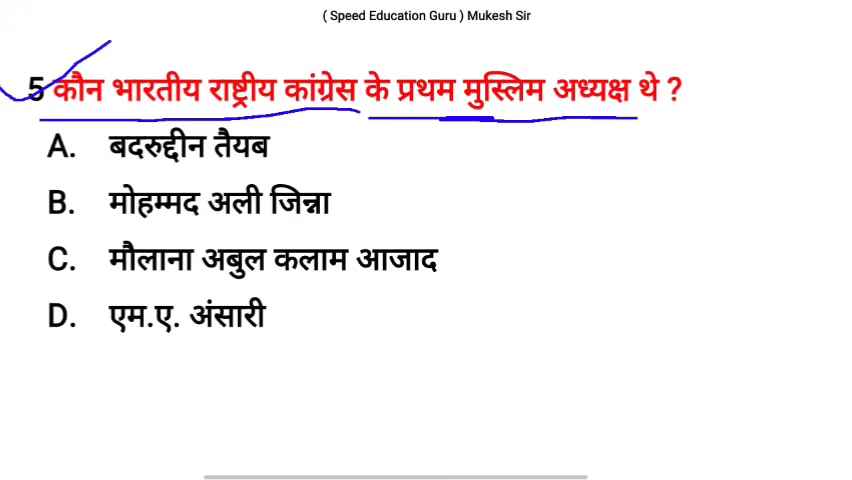 ( Speed Education Guru ) Mukesh Sir
5 कौन भारतीय राष्ट्रीय कांग्रेस के प्रथम मुस्लिम अध्यक्ष थे ?
A. बदरुद्दीन तैयब
B. मोहम्मद अली जिन्ना
C. मौलाना अबुल कलाम आजाद
D. एम.ए. अंसारी